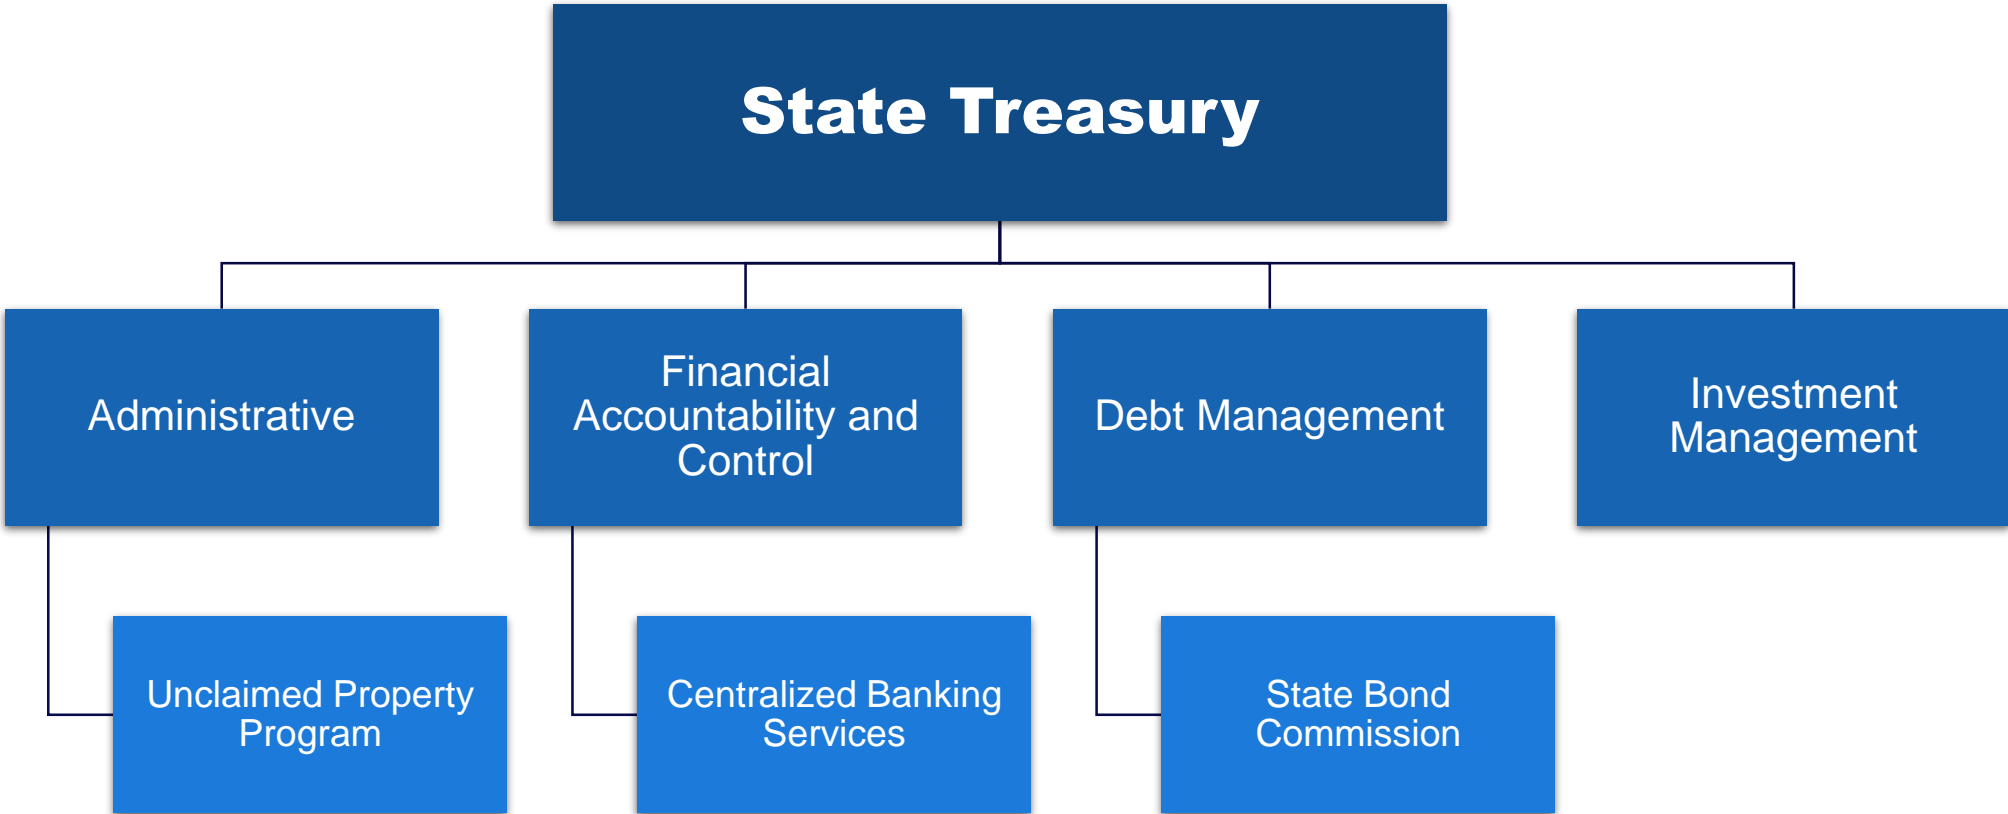 State Treasury
Administrative
Financial
Accountability and
Control
Debt Management
Investment
Management
Unclaimed Property
Program
Centralized Banking
Services
State Bond
Commission